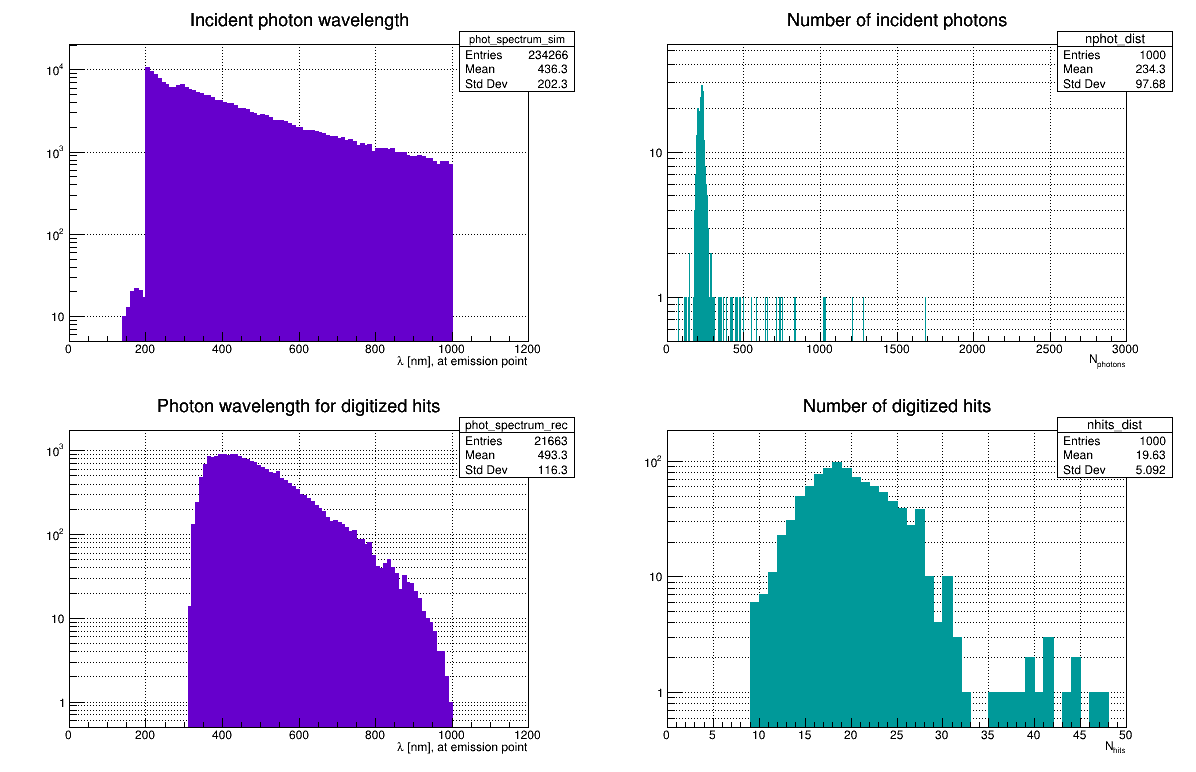 Incident photon wavelength
phot_spectrum_sim
Entries 234266
Mean 436.3
Std Dev 202.3
10⁴
10³
10²
10
0 200 400 600 800 1000 1200
λ [nm], at emission point
Number of incident photons
nphot_dist
Entries 1000
Mean 234.3
Std Dev 97.68
10
1
0 500 1000 1500 2000 2500 3000
Nphotons
Photon wavelength for digitized hits
phot_spectrum_rec
Entries 21663
Mean 493.3
Std Dev 116.3
10³
10²
10
1
0 200 400 600 800 1000 1200
λ [nm], at emission point
Number of digitized hits
nhits_dist
Entries 1000
Mean 19.63
Std Dev 5.092
10²
10
1
0 5 10 15 20 25 30 35 40 45 50
Nhits